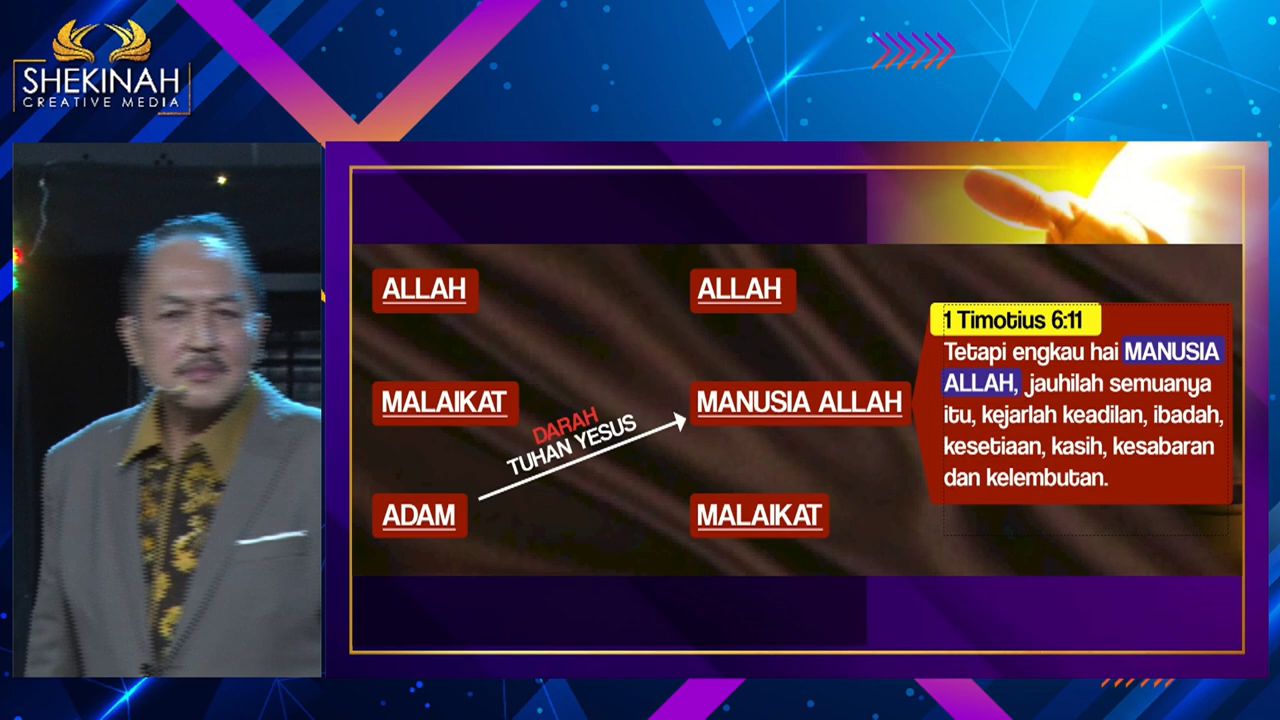 SHEKINAH
CREATIVE MEDIA
ALLAH
MALAIKAT
ADAM
DARAH
TUHAN YESUS
ALLAH
MANUSIA ALLAH
MALAIKAT
1 Timotius 6:11
Tetapi engkau hai MANUSIA
ALLAH, jauhilah semuanya
itu, kejarlah keadilan, ibadah,
kesetiaan, kasih, kesabaran
dan kelembutan.